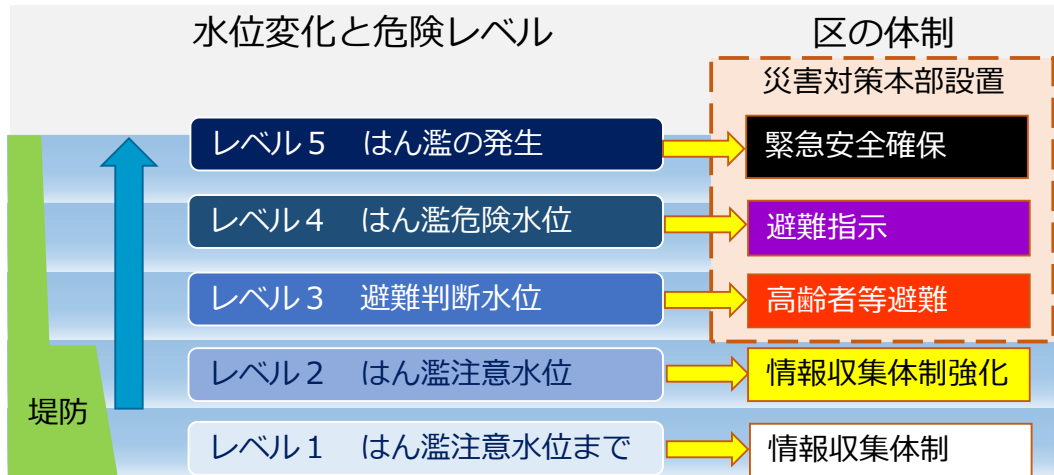 水位変化と危険レベル
区の体制
災害対策本部設置
レベル５　はん濫の発生
緊急安全確保
レベル４　はん濫危険水位
避難指示
レベル３　避難判断水位
高齢者等避難
レベル２　はん濫注意水位
情報収集体制強化
堤防
レベル１　はん濫注意水位まで
情報収集体制